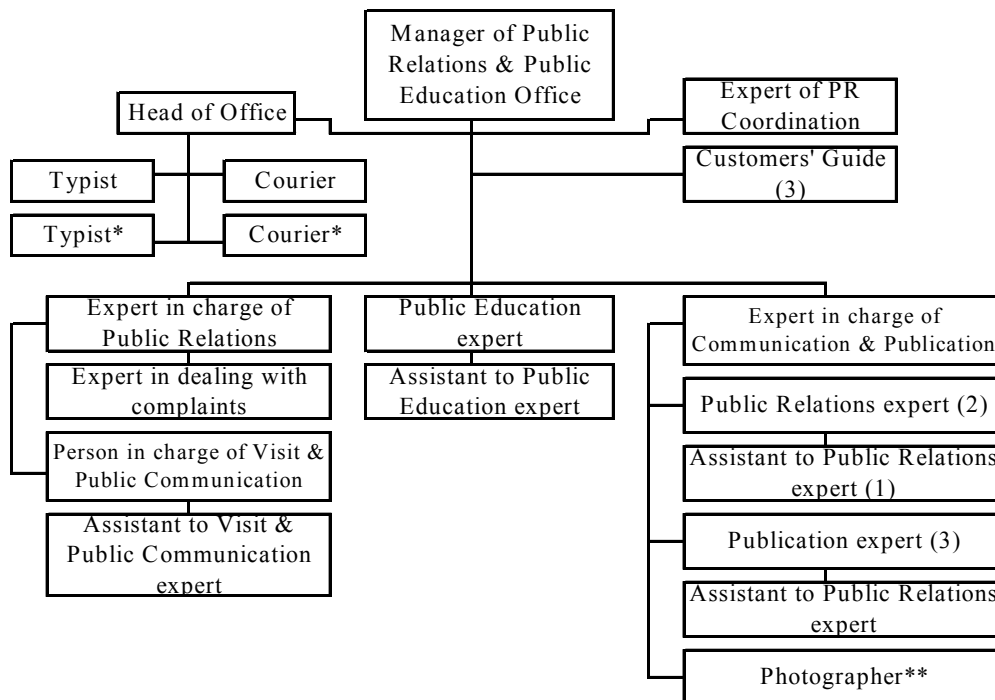 Manager of Public
Relations & Public
Education Office
Head of Office
Expert of PR
Coordination
Typist
Courier
Customers' Guide
(3)
Typist*
Courier*
Expert in charge of
Public Relations
Public Education
expert
Expert in charge of
Communication & Publication
Expert in dealing with
complaints
Assistant to Public
Education expert
Public Relations expert (2)
Person in charge of Visit &
Public Communication
Assistant to Public Relations
expert (1)
Assistant to Visit &
Public Communication
expert
Publication expert (3)
Assistant to Public Relations
expert
Photographer**